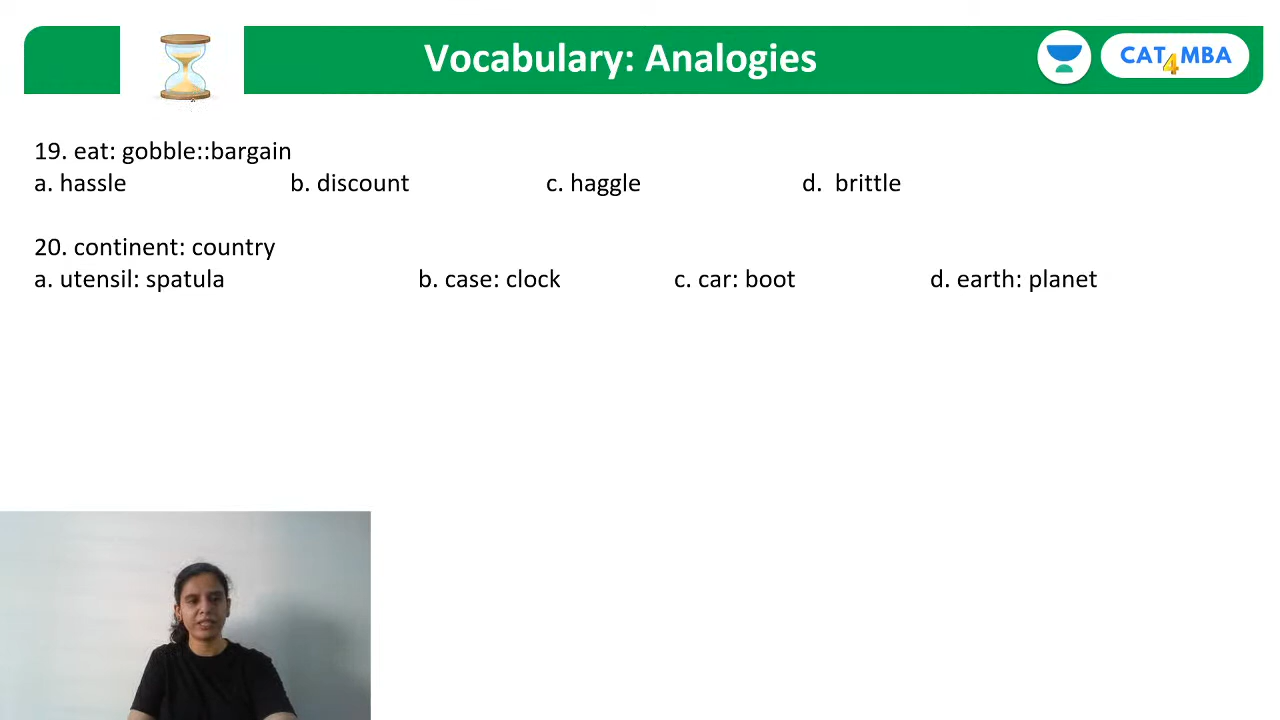 Vocabulary: Analogies
CAT4MBA
19. eat: gobble::bargain
a. hassle b. discount c. haggle d. brittle
20. continent: country
a. utensil: spatula b. case: clock c. car: boot d. earth: planet